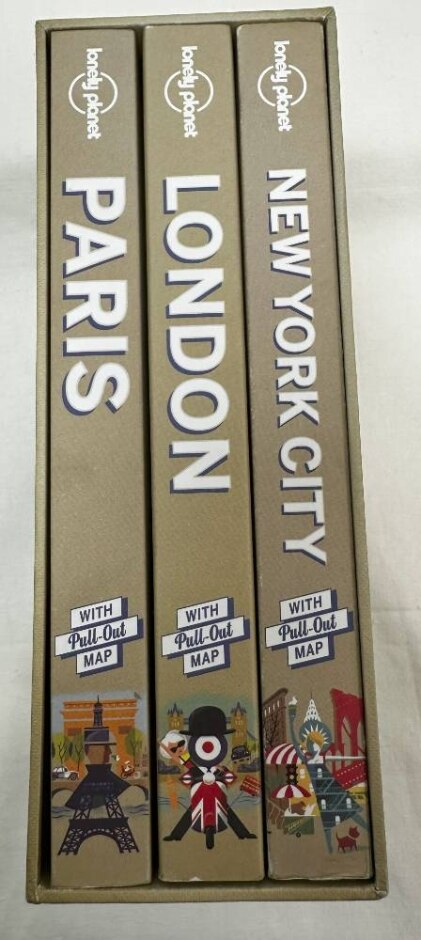 lonely planet
PARIS
WITH
Pull-Out
MAP
lonely planet
LONDON
WITH
Pull-Out
MAP
lonely planet
NEW YORK CITY
WITH
Pull-Out
MAP